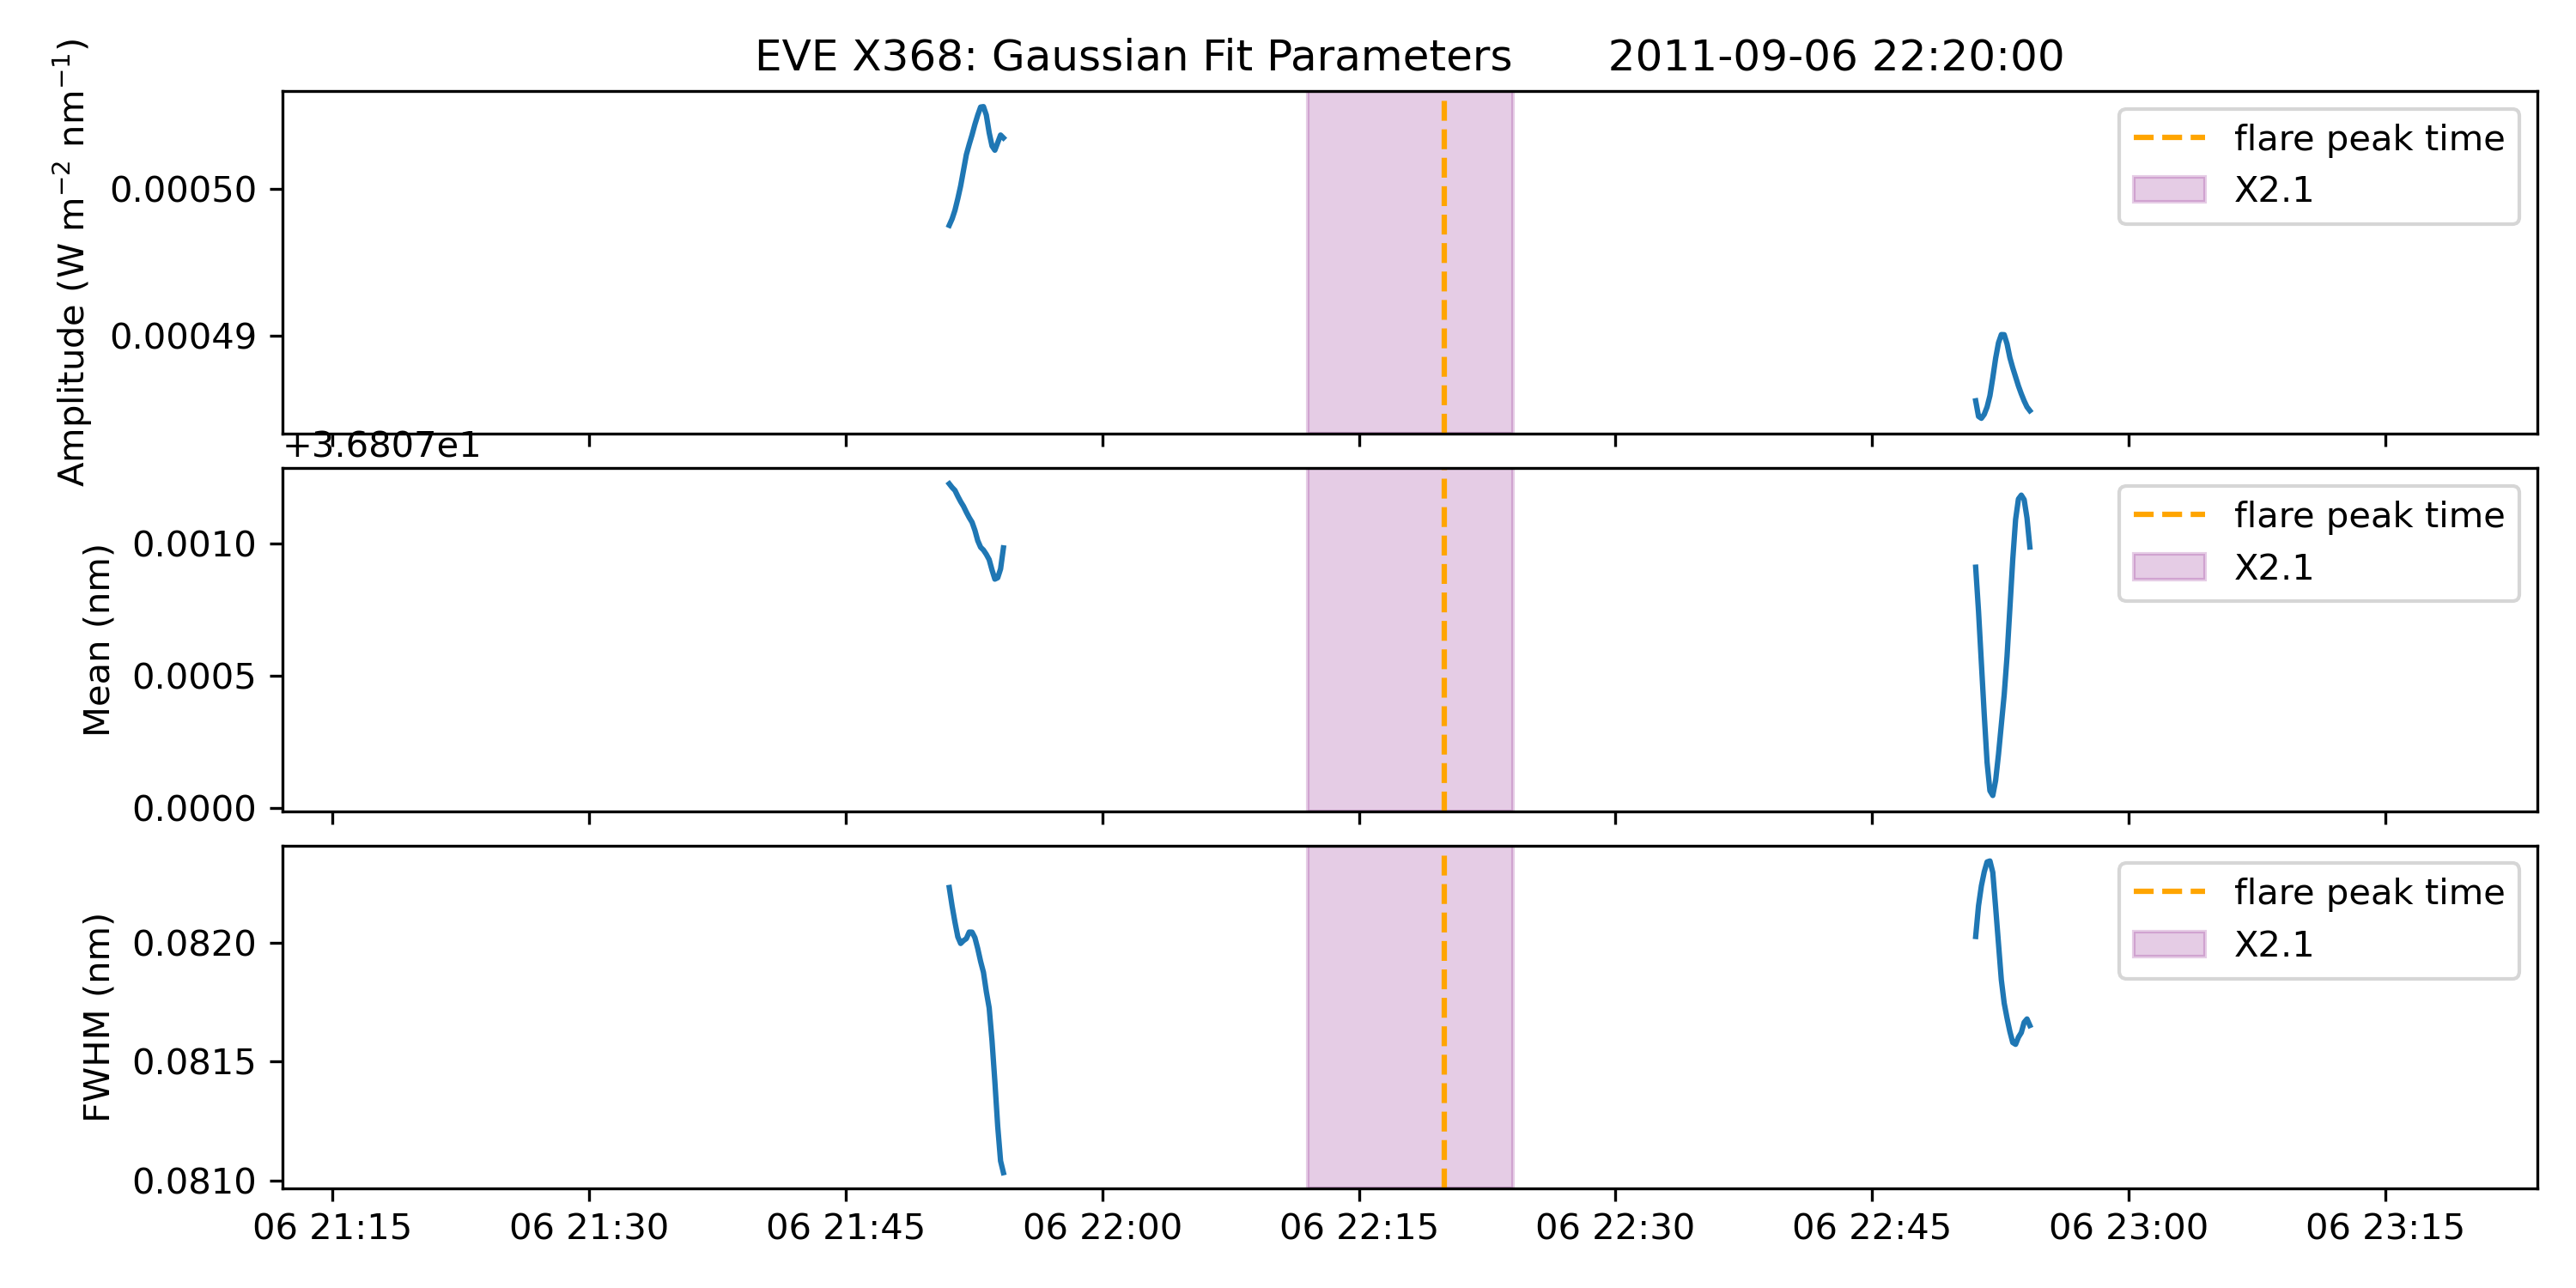 EVE X368: Gaussian Fit Parameters 2011-09-06 22:20:00
Amplitude (W m⁻² nm⁻¹)
0.00050
0.00049
flare peak time
X2.1
+3.6807e1
Mean (nm)
0.0010
0.0005
0.0000
flare peak time
X2.1
FWHM (nm)
0.0820
0.0815
0.0810
flare peak time
X2.1
06 21:15 06 21:30 06 21:45 06 22:00 06 22:15 06 22:30 06 22:45 06 23:00 06 23:15